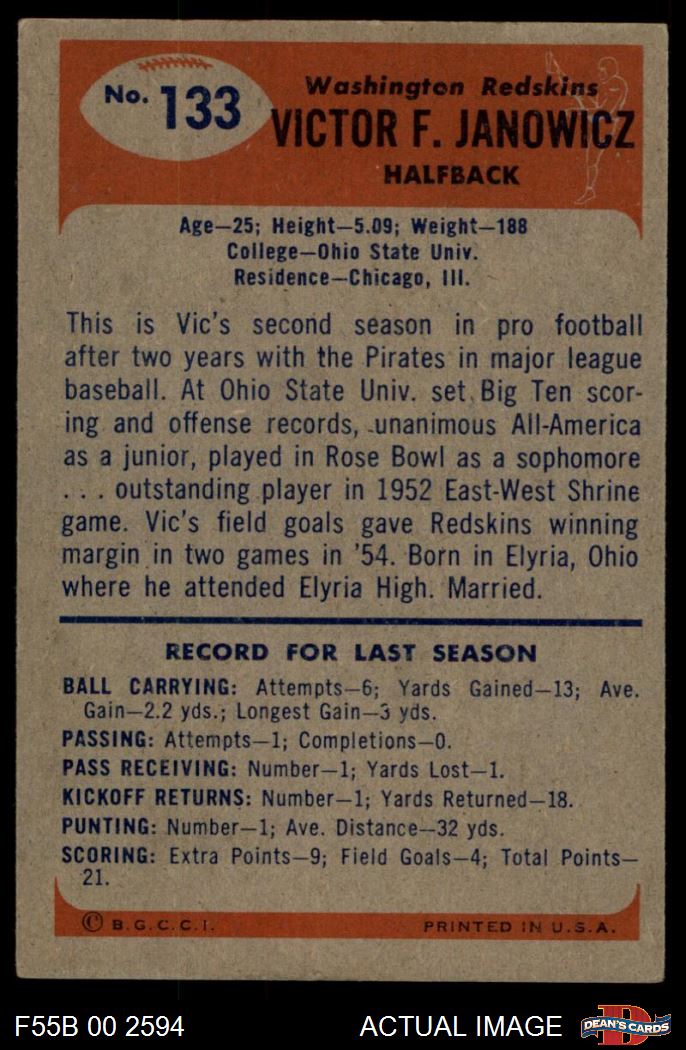 No. 133
Washington Redskins
VICTOR F. JANOWICZ
HALFBACK
Age—25; Height—5.09; Weight—188
College—Ohio State Univ.
Residence—Chicago, Ill.
This is Vic's second season in pro football
after two years with the Pirates in major league
baseball. At Ohio State Univ. set Big Ten scor-
ing and offense records, unanimous All-America
as a junior, played in Rose Bowl as a sophomore
. . . outstanding player in 1952 East-West Shrine
game. Vic's field goals gave Redskins winning
margin in two games in '54. Born in Elyria, Ohio
where he attended Elyria High. Married.
RECORD FOR LAST SEASON
BALL CARRYING: Attempts—6; Yards Gained—13; Ave.
Gain—2.2 yds.; Longest Gain—3 yds.
PASSING: Attempts—1; Completions—0.
PASS RECEIVING: Number—1; Yards Lost—1.
KICKOFF RETURNS: Number—1; Yards Returned—18.
PUNTING: Number—1; Ave. Distance—32 yds.
SCORING: Extra Points—9; Field Goals—4; Total Points—
21.
© B.G.C.C.I. PRINTED IN U.S.A.
F55B 00 2594 ACTUAL IMAGE D DEAN'S CARDS